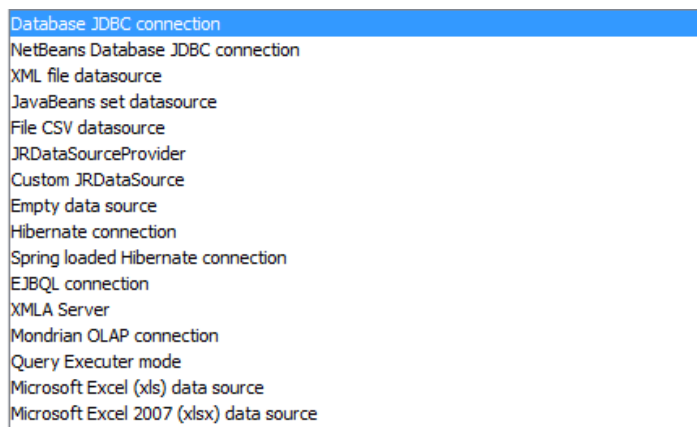 Database JDBC connection
NetBeans Database JDBC connection
XML file datasource
JavaBeans set datasource
File CSV datasource
JRDataSourceProvider
Custom JRDataSource
Empty data source
Hibernate connection
Spring loaded Hibernate connection
EJBQL connection
XMLA Server
Mondrian OLAP connection
Query Executer mode
Microsoft Excel (xls) data source
Microsoft Excel 2007 (xlsx) data source